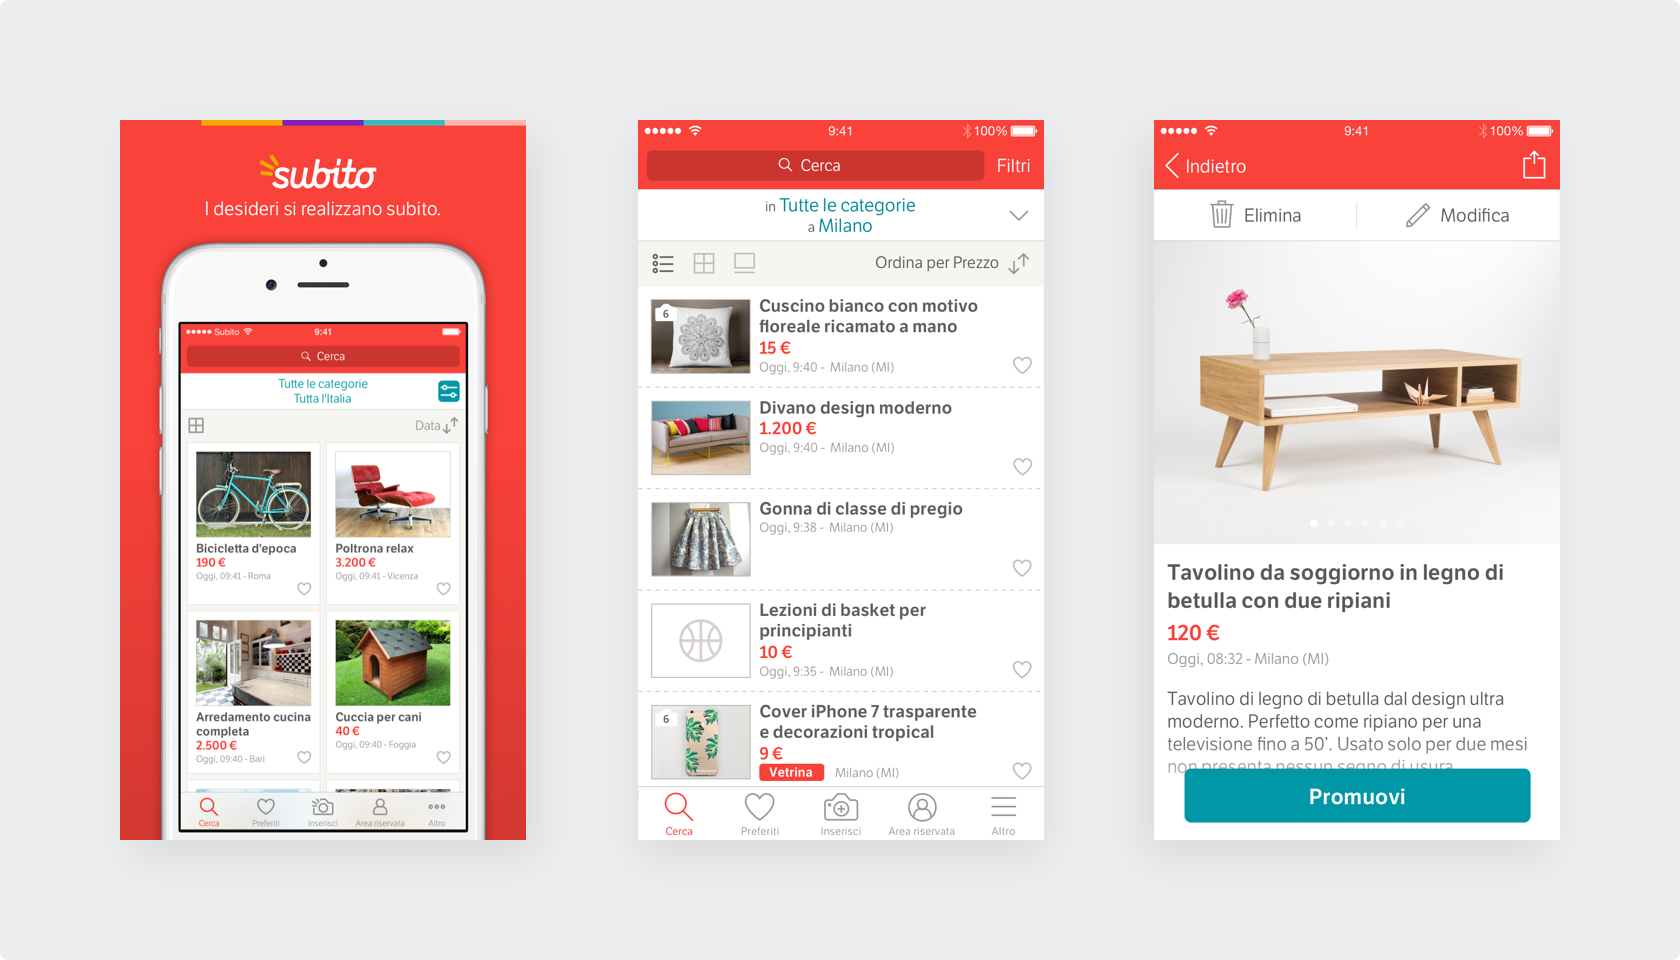 subito
I desideri si realizzano subito.
Subito
9:41
Cerca
Tutte le categorie
Tutta l'Italia
Data
Bicicletta d'epoca
190 €
Oggi, 09:41 - Roma
Poltrona relax
3.200 €
Oggi, 09:41 - Vicenza
Arredamento cucina
completa
2.500 €
Oggi, 09:40 - Bari
Cuccia per cani
40 €
Oggi, 09:40 - Foggia
Cerca
Preferiti
Inserisci
Area riservata
Altro
9:41
100%
Cerca
Filtri
in Tutte le categorie
a Milano
Ordina per Prezzo
6
Cuscino bianco con motivo
floreale ricamato a mano
15 €
Oggi, 9:40 - Milano (MI)
Divano design moderno
1.200 €
Oggi, 9:40 - Milano (MI)
Gonna di classe di pregio
Oggi, 9:38 - Milano (MI)
Lezioni di basket per
principianti
10 €
Oggi, 9:35 - Milano (MI)
6
Cover iPhone 7 trasparente
e decorazioni tropical
9 €
Vetrina Milano (MI)
Cerca
Preferiti
Inserisci
Area riservata
Altro
9:41
100%
Indietro
Elimina
Modifica
Tavolino da soggiorno in legno di
betulla con due ripiani
120 €
Oggi, 08:32 - Milano (MI)
Tavolino di legno di betulla dal design ultra
moderno. Perfetto come ripiano per una
televisione fino a 50'. Usato solo per due mesi
non presenta nessun segno di usura
Promuovi